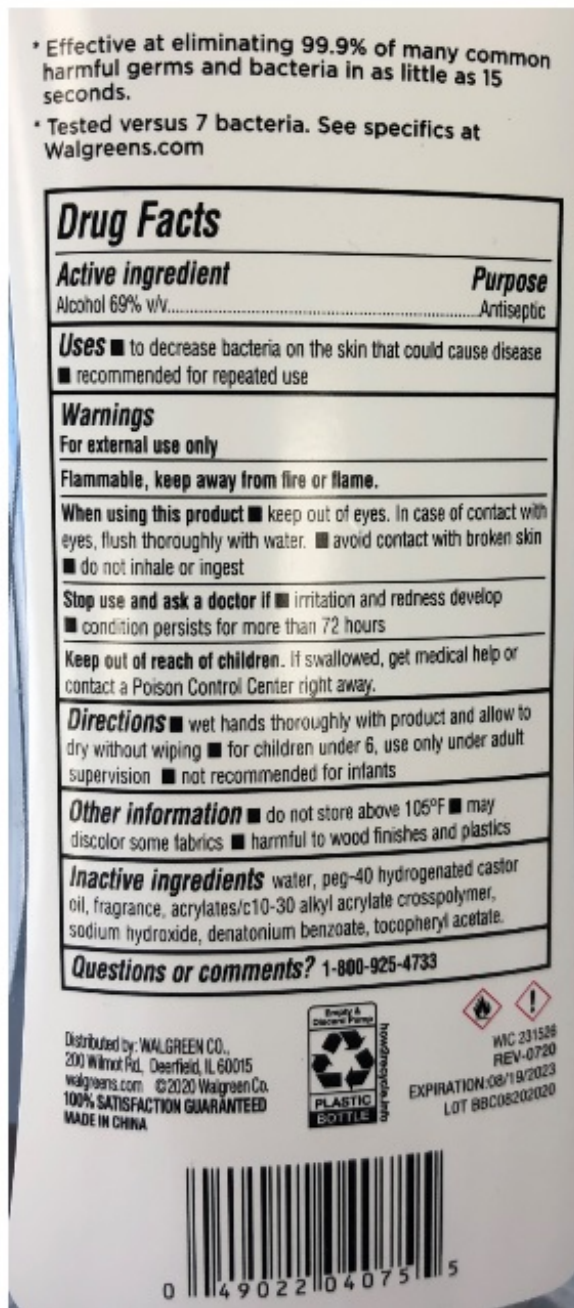 * Effective at eliminating 99.9% of many common
harmful germs and bacteria in as little as 15
seconds.
* Tested versus 7 bacteria. See specifics at
Walgreens.com
Drug Facts
Active ingredient Purpose
Alcohol 69% v/v..........Antiseptic
Uses ■ to decrease bacteria on the skin that could cause disease
■ recommended for repeated use
Warnings
For external use only
Flammable, keep away from fire or flame.
When using this product ■ keep out of eyes. In case of contact with
eyes, flush thoroughly with water. ■ avoid contact with broken skin
■ do not inhale or ingest
Stop use and ask a doctor if ■ irritation and redness develop
■ condition persists for more than 72 hours
Keep out of reach of children. If swallowed, get medical help or
contact a Poison Control Center right away.
Directions ■ wet hands thoroughly with product and allow to
dry without wiping ■ for children under 6, use only under adult
supervision ■ not recommended for infants
Other information ■ do not store above 105°F ■ may
discolor some fabrics ■ harmful to wood finishes and plastics
Inactive ingredients water, peg-40 hydrogenated castor
oil, fragrance, acrylates/c10-30 alkyl acrylate crosspolymer,
sodium hydroxide, denatonium benzoate, tocopheryl acetate.
Questions or comments? 1-800-925-4733
Distributed by: WALGREEN CO.,
200 Wilmot Rd., Deerfield, IL 60015
walgreens.com ©2020 Walgreen Co.
100% SATISFACTION GUARANTEED
MADE IN CHINA
Empty &
Discard Pump
PLASTIC
BOTTLE
how2recycle.info
WIC 231526
REV-0720
EXPIRATION:08/19/2023
LOT BBC08202020
0 49022 04075 5